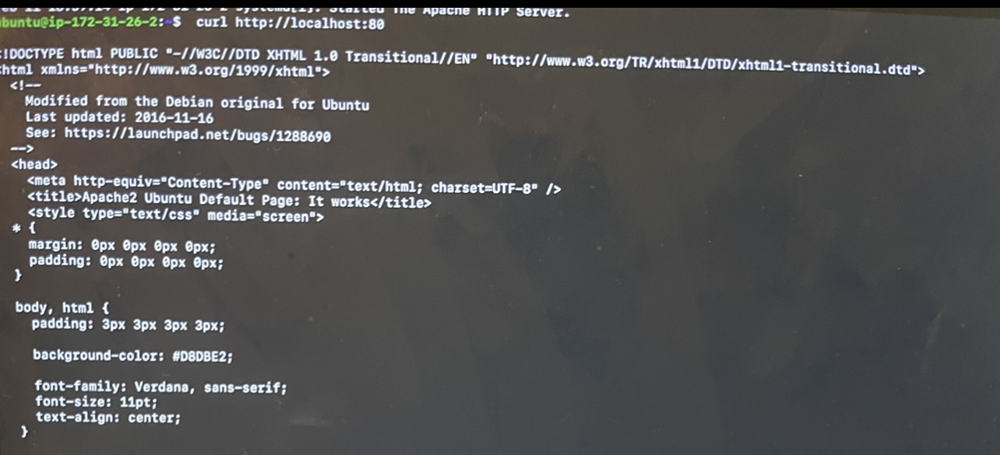 Started The Apache HTTP Server.
ubuntu@ip-172-31-26-2:~$ curl http://localhost:80
<!DOCTYPE html PUBLIC "-//W3C//DTD XHTML 1.0 Transitional//EN" "http://www.w3.org/TR/xhtml1/DTD/xhtml1-transitional.dtd">
<html xmlns="http://www.w3.org/1999/xhtml">
<!--
Modified from the Debian original for Ubuntu
Last updated: 2016-11-16
See: https://launchpad.net/bugs/1288690
-->
<head>
<meta http-equiv="Content-Type" content="text/html; charset=UTF-8" />
<title>Apache2 Ubuntu Default Page: It works</title>
<style type="text/css" media="screen">
* {
margin: 0px 0px 0px 0px;
padding: 0px 0px 0px 0px;
}
body, html {
padding: 3px 3px 3px 3px;
background-color: #D8DBE2;
font-family: Verdana, sans-serif;
font-size: 11pt;
text-align: center;
}